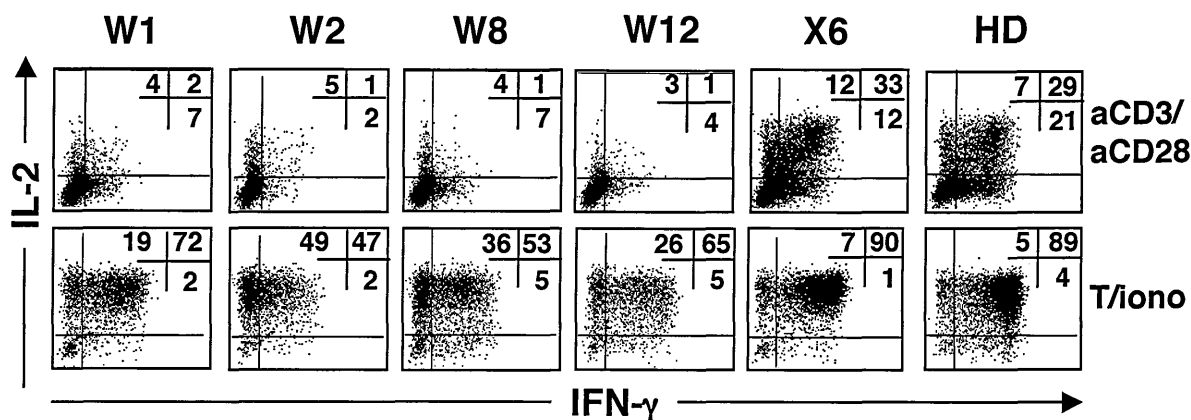 W1 W2 W8 W12 X6 HD
4 2 5 1 4 1 3 1 12 33 7 29
7 2 7 4 12 21
aCD3/
aCD28
IL-2
19 72 49 47 36 53 26 65 7 90 5 89
2 2 5 5 1 4
T/iono
IFN-γ